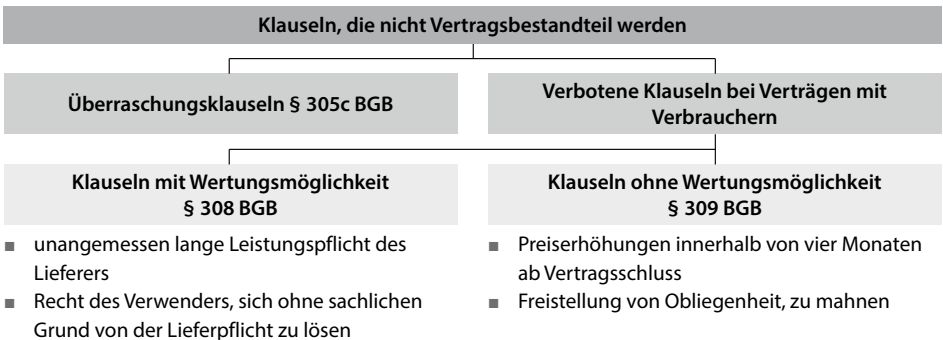 Klauseln, die nicht Vertragsbestandteil werden
Überraschungsklauseln § 305c BGB
Verbotene Klauseln bei Verträgen mit
Verbrauchern
Klauseln mit Wertungsmöglichkeit
§ 308 BGB
■ unangemessen lange Leistungspflicht des
Lieferers
■ Recht des Verwenders, sich ohne sachlichen
Grund von der Lieferpflicht zu lösen
Klauseln ohne Wertungsmöglichkeit
§ 309 BGB
■ Preiserhöhungen innerhalb von vier Monaten
ab Vertragsschluss
■ Freistellung von Obliegenheit, zu mahnen